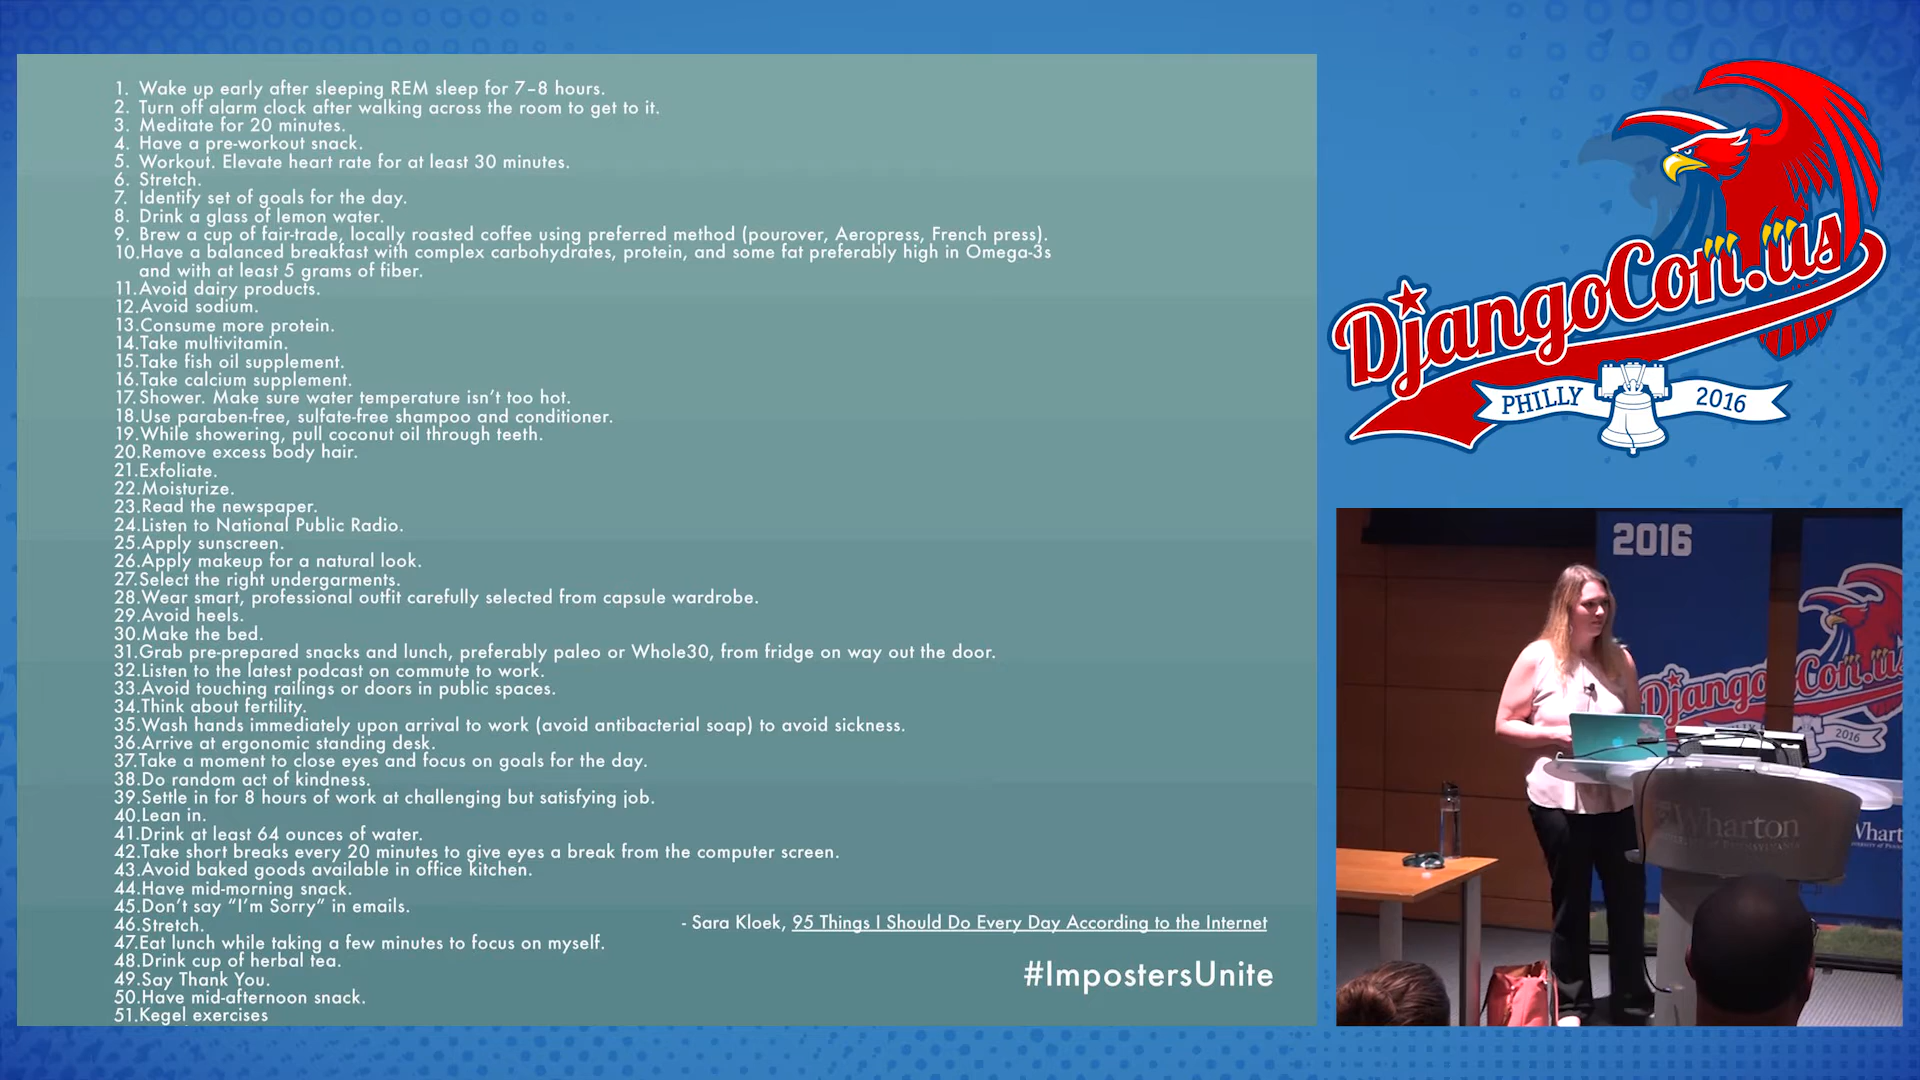 1. Wake up early after sleeping REM sleep for 7–8 hours.
2. Turn off alarm clock after walking across the room to get to it.
3. Meditate for 20 minutes.
4. Have a pre-workout snack.
5. Workout. Elevate heart rate for at least 30 minutes.
6. Stretch.
7. Identify set of goals for the day.
8. Drink a glass of lemon water.
9. Brew a cup of fair-trade, locally roasted coffee using preferred method (pourover, Aeropress, French press).
10.Have a balanced breakfast with complex carbohydrates, protein, and some fat preferably high in Omega-3s
and with at least 5 grams of fiber.
11.Avoid dairy products.
12.Avoid sodium.
13.Consume more protein.
14.Take multivitamin.
15.Take fish oil supplement.
16.Take calcium supplement.
17.Shower. Make sure water temperature isn't too hot.
18.Use paraben-free, sulfate-free shampoo and conditioner.
19.While showering, pull coconut oil through teeth.
20.Remove excess body hair.
21.Exfoliate.
22.Moisturize.
23.Read the newspaper.
24.Listen to National Public Radio.
25.Apply sunscreen.
26.Apply makeup for a natural look.
27.Select the right undergarments.
28.Wear smart, professional outfit carefully selected from capsule wardrobe.
29.Avoid heels.
30.Make the bed.
31.Grab pre-prepared snacks and lunch, preferably paleo or Whole30, from fridge on way out the door.
32.Listen to the latest podcast on commute to work.
33.Avoid touching railings or doors in public spaces.
34.Think about fertility.
35.Wash hands immediately upon arrival to work (avoid antibacterial soap) to avoid sickness.
36.Arrive at ergonomic standing desk.
37.Take a moment to close eyes and focus on goals for the day.
38.Do random act of kindness.
39.Settle in for 8 hours of work at challenging but satisfying job.
40.Lean in.
41.Drink at least 64 ounces of water.
42.Take short breaks every 20 minutes to give eyes a break from the computer screen.
43.Avoid baked goods available in office kitchen.
44.Have mid-morning snack.
45.Don't say "I'm Sorry" in emails.
46.Stretch.
47.Eat lunch while taking a few minutes to focus on myself.
48.Drink cup of herbal tea.
49.Say Thank You.
50.Have mid-afternoon snack.
51.Kegel exercises
- Sara Kloek, 95 Things I Should Do Every Day According to the Internet
#ImpostersUnite
DjangoCon.us
PHILLY 2016
2016
DjangoCon.us
PHILLY 2016
Wharton
Whart